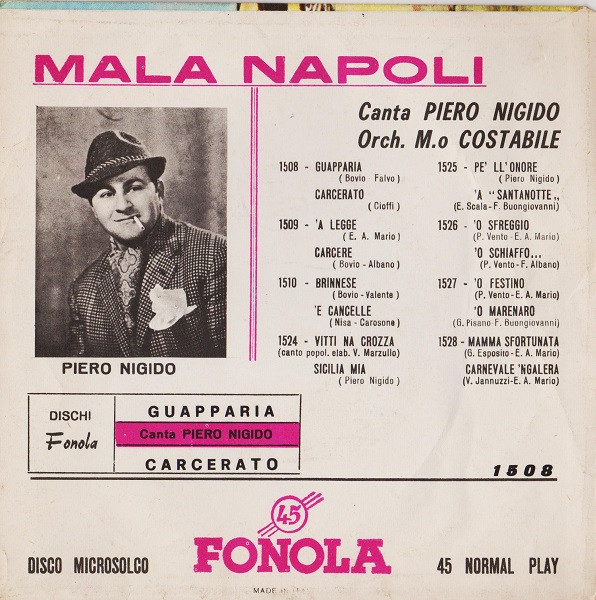 MALA NAPOLI
Canta PIERO NIGIDO
Orch. M.o COSTABILE
1508 - GUAPPARIA
( Bovio - Falvo )
CARCERATO
( Cioffi )
1509 - 'A LEGGE
( E. A. Mario )
CARCERE
( Bovio - Albano )
1510 - BRINNESE
( Bovio - Valente )
'E CANCELLE
( Nisa - Carosone )
1524 - VITTI NA CROZZA
(canto popol. elab. V. Marzullo)
SICILIA MIA
( Piero Nigido )
1525 - PE' LL'ONORE
( Piero Nigido )
'A “ SANTANOTTE „
(E. Scala - F. Buongiovanni)
1526 - 'O SFREGGIO
(P. Vento - E. A. Mario)
'O SCHIAFFO...
(P. Vento - F. Albano)
1527 - 'O FESTINO
(P. Vento - E. A. Mario)
'O MARENARO
(G. Pisano - F. Buongiovanni)
1528 - MAMMA SFORTUNATA
(G. Esposito - E. A. Mario)
CARNEVALE 'NGALERA
(V. Jannuzzi - E. A. Mario)
PIERO NIGIDO
DISCHI
Fonola
GUAPPARIA
Canta PIERO NIGIDO
CARCERATO
1508
45
FONOLA
DISCO MICROSOLCO
45 NORMAL PLAY
MADE